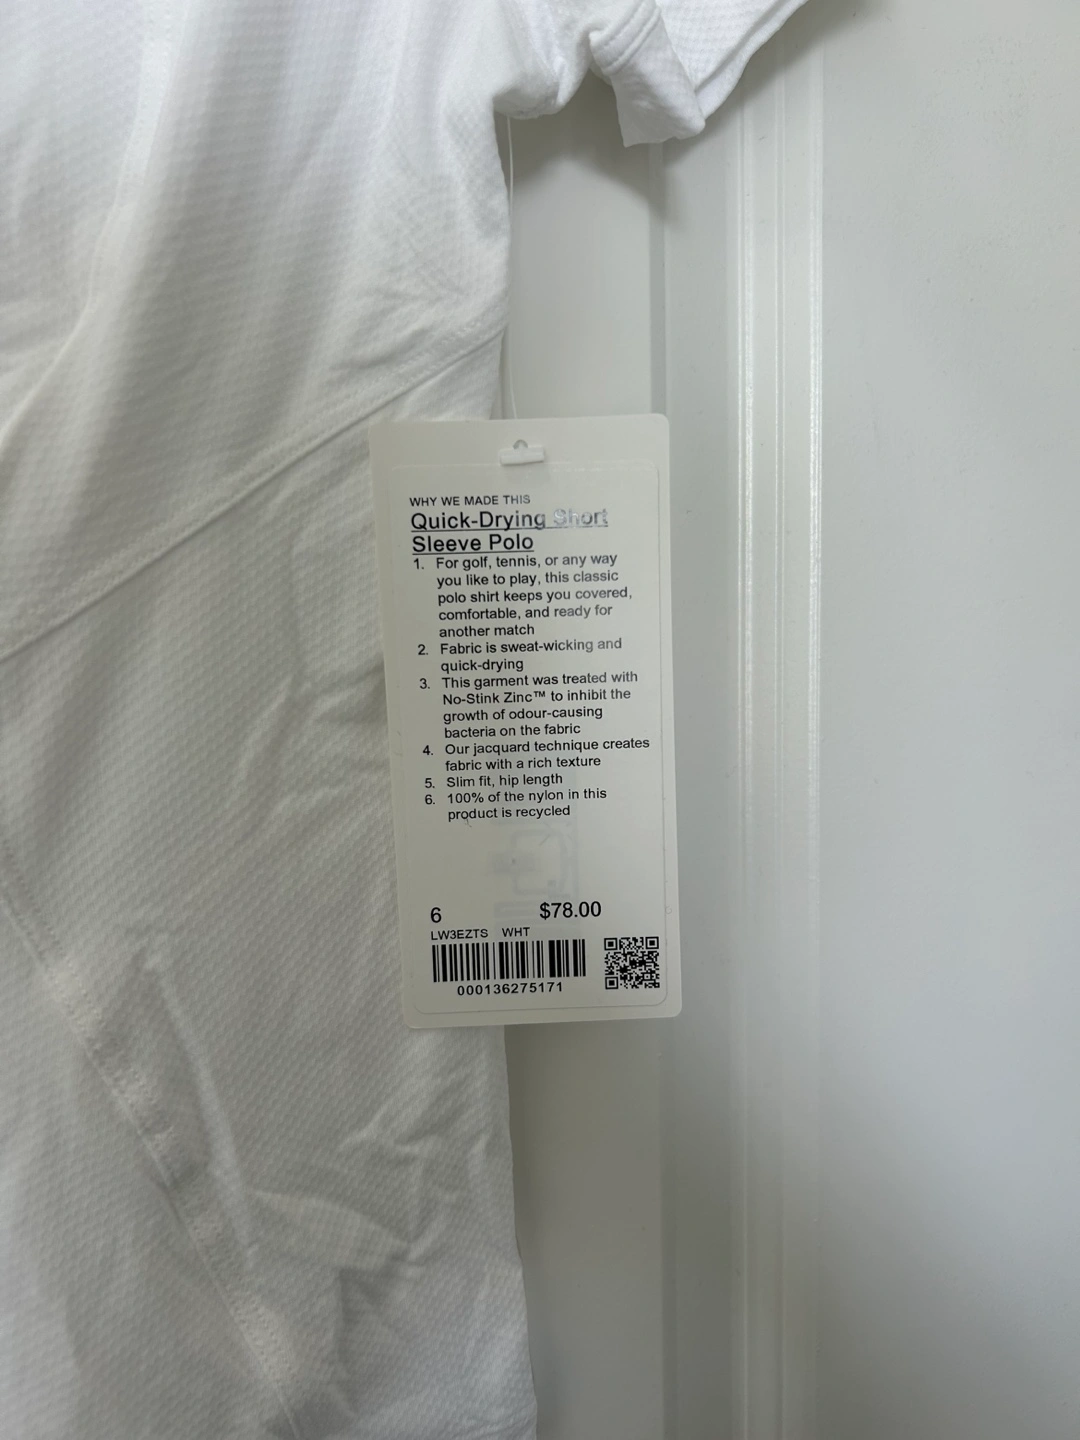 WHY WE MADE THIS
Quick-Drying Short
Sleeve Polo
1. For golf, tennis, or any way
you like to play, this classic
polo shirt keeps you covered,
comfortable, and ready for
another match
2. Fabric is sweat-wicking and
quick-drying
3. This garment was treated with
No-Stink Zinc™ to inhibit the
growth of odour-causing
bacteria on the fabric
4. Our jacquard technique creates
fabric with a rich texture
5. Slim fit, hip length
6. 100% of the nylon in this
product is recycled
6 $78.00
LW3EZTS WHT
000136275171